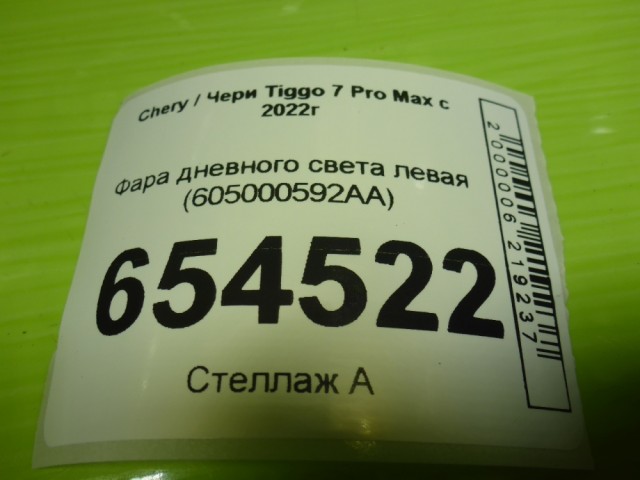 Chery / Чери Tiggo 7 Pro Max с
2022г
Фара дневного света левая
(605000592AA)
654522
Стеллаж А
2000006219237